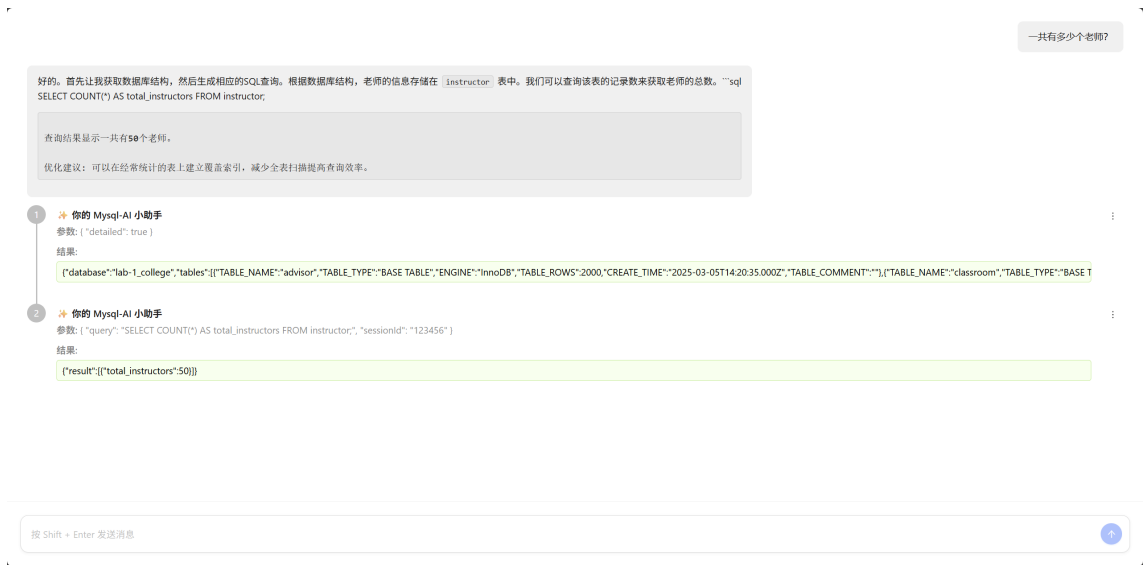 一共有多少个老师?
好的。首先让我获取数据库结构，然后生成相应的SQL查询。根据数据库结构，老师的信息存储在 instructor 表中。我们可以查询该表的记录数来获取老师的总数。```sql
SELECT COUNT(*) AS total_instructors FROM instructor;
查询结果显示一共有50个老师。
优化建议: 可以在经常统计的表上建立覆盖索引，减少全表扫描提高查询效率。
1
✨ 你的 Mysql-AI 小助手
参数: { "detailed": true }
结果:
{"database":"lab-1_college","tables":[{"TABLE_NAME":"advisor","TABLE_TYPE":"BASE TABLE","ENGINE":"InnoDB","TABLE_ROWS":2000,"CREATE_TIME":"2025-03-05T14:20:35.000Z","TABLE_COMMENT":""},{"TABLE_NAME":"classroom","TABLE_TYPE":"BASE T
2
✨ 你的 Mysql-AI 小助手
参数: { "query": "SELECT COUNT(*) AS total_instructors FROM instructor;", "sessionId": "123456" }
结果:
{"result":[{"total_instructors":50}]}
按 Shift + Enter 发送消息